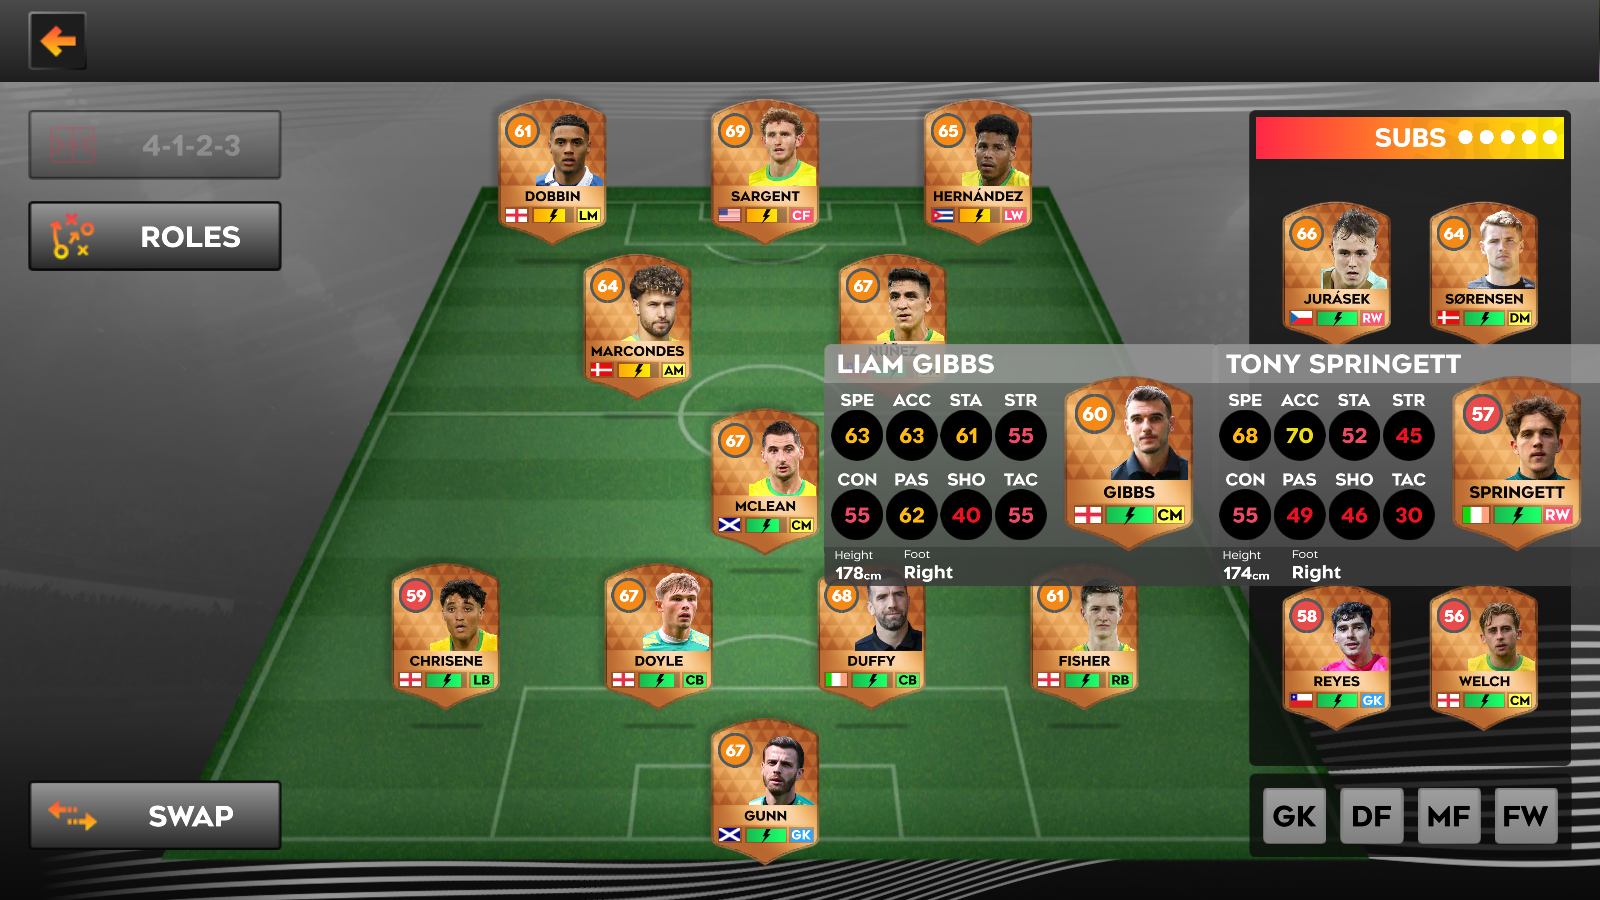 4-1-2-3
ROLES
SWAP
61
DOBBIN
LM
69
SARGENT
CF
65
HERNÁNDEZ
LW
64
MARCONDES
AM
67
NÚÑEZ
67
MCLEAN
CM
59
CHRISENE
LB
67
DOYLE
CB
68
DUFFY
CB
61
FISHER
RB
67
GUNN
GK
SUBS
66
JURÁSEK
RW
64
SØRENSEN
DM
LIAM GIBBS
SPE ACC STA STR
63 63 61 55
CON PAS SHO TAC
55 62 40 55
Height Foot
178cm Right
60
GIBBS
CM
TONY SPRINGETT
SPE ACC STA STR
68 70 52 45
CON PAS SHO TAC
55 49 46 30
Height Foot
174cm Right
57
SPRINGETT
RW
58
REYES
GK
56
WELCH
CM
GK DF MF FW